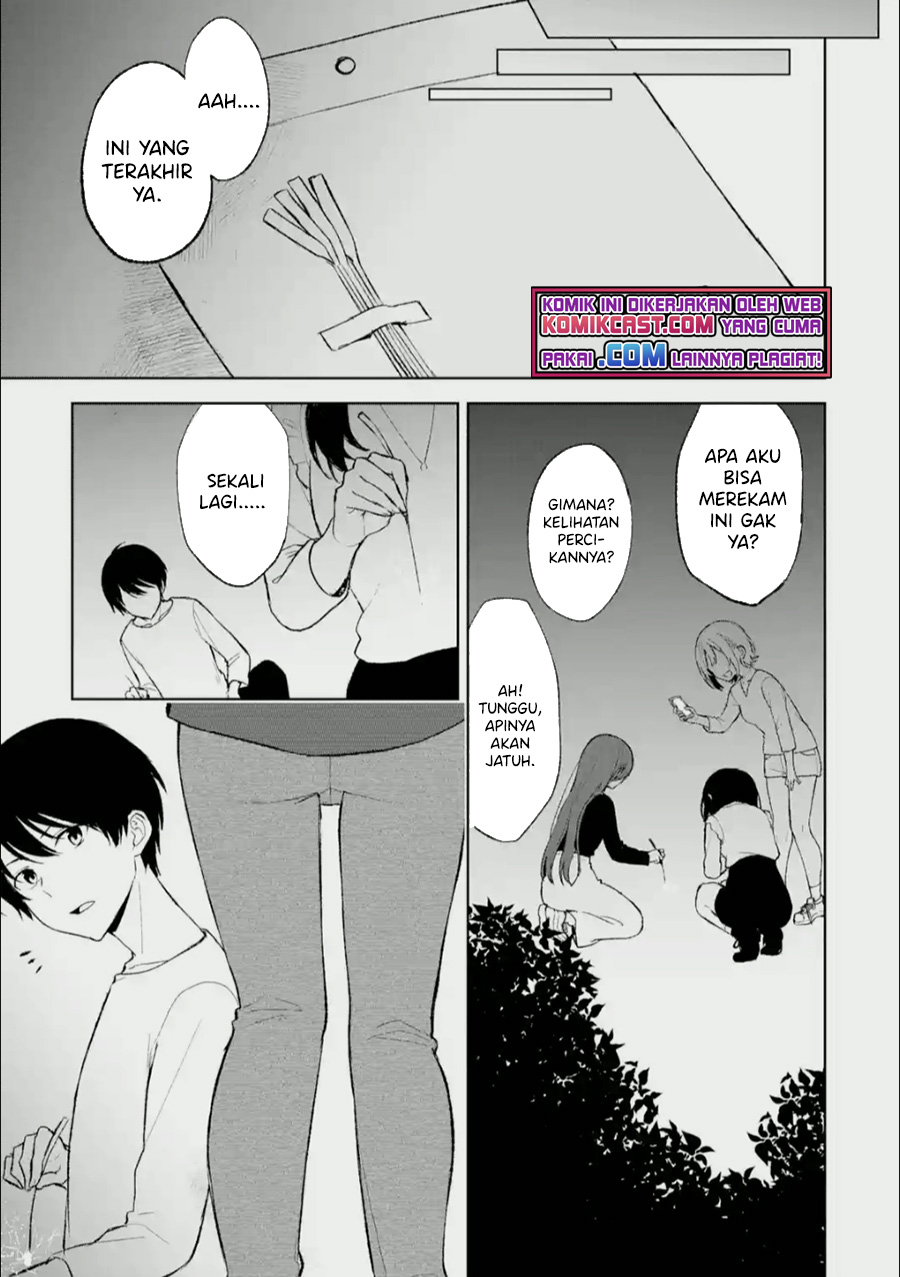 AAH....
INI YANG
TERAKHIR
YA.
KOMIK INI DIKERJAKAN OLEH WEB
KOMIKCAST.COM YANG CUMA
PAKAI .COM LAINNYA PLAGIAT!
APA AKU
BISA
MEREKAM
INI GAK
YA?
GIMANA?
KELIHATAN
PERCI-
KANNYA?
AH!
TUNGGU,
APINYA
AKAN
JATUH.
SEKALI
LAGI.....